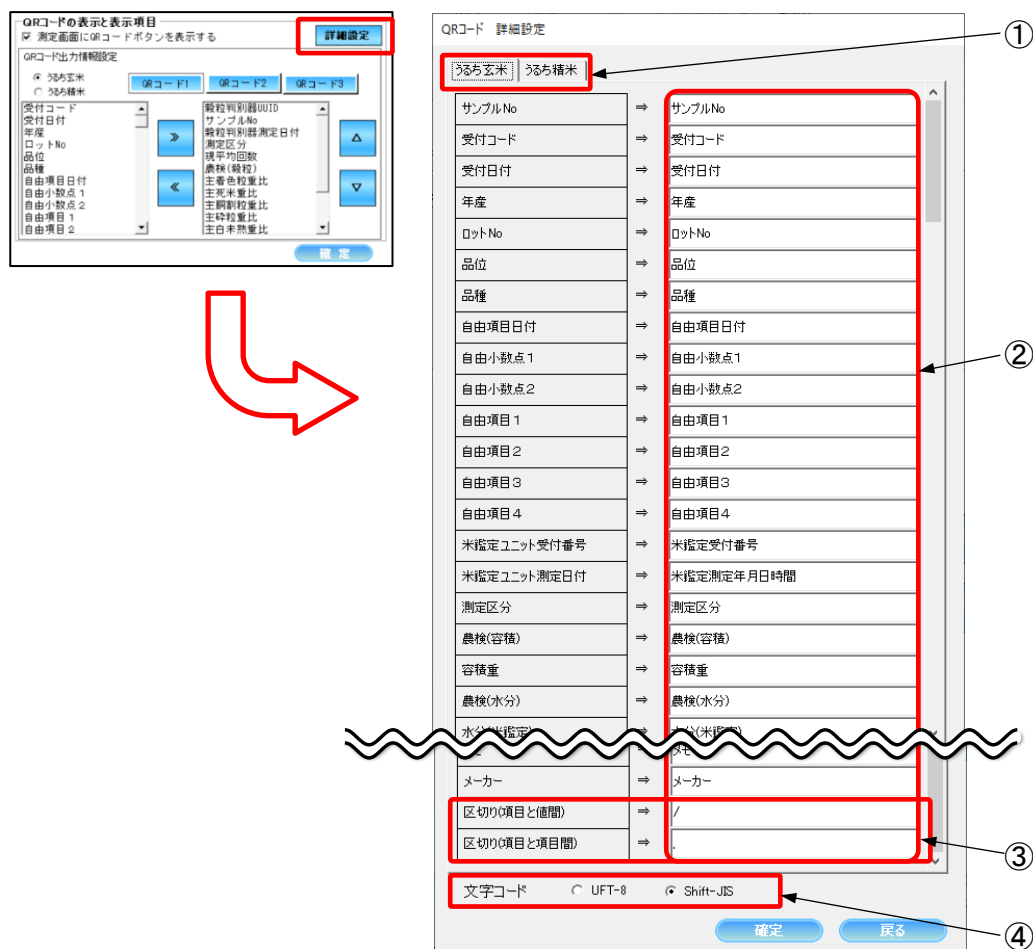 QRコードの表示と表示項目
測定画面にQRコードボタンを表示する
詳細設定
QRコード出力情報設定
うるち玄米
うるち精米
QRコード1 QRコード2 QRコード3
受付コード
受付日付
年産
ロットNo
品位
品種
自由項目日付
自由小数点1
自由小数点2
自由項目1
自由項目2
≫
≪
穀粒判別器UUID
サンプルNo
穀粒判別器測定日付
測定区分
現平均回数
農検(穀粒)
主着色粒重比
主死米重比
主胴割粒重比
主砕粒重比
主白未熟重比
△
▽
確定
QRコード 詳細設定
①
うるち玄米 うるち精米
サンプルNo ⇒ サンプルNo
受付コード ⇒ 受付コード
受付日付 ⇒ 受付日付
年産 ⇒ 年産
ロットNo ⇒ ロットNo
品位 ⇒ 品位
品種 ⇒ 品種
自由項目日付 ⇒ 自由項目日付
自由小数点1 ⇒ 自由小数点1
②
自由小数点2 ⇒ 自由小数点2
自由項目1 ⇒ 自由項目1
自由項目2 ⇒ 自由項目2
自由項目3 ⇒ 自由項目3
自由項目4 ⇒ 自由項目4
米鑑定ユニット受付番号 ⇒ 米鑑定受付番号
米鑑定ユニット測定日付 ⇒ 米鑑定測定年月日時間
測定区分 ⇒ 測定区分
農検(容積) ⇒ 農検(容積)
容積重 ⇒ 容積重
農検(水分) ⇒ 農検(水分)
水分(米鑑定) ⇒ 水分(米鑑定)
メモ ⇒ メモ
メーカー ⇒ メーカー
区切り(項目と値間) ⇒ /
区切り(項目と項目間) ⇒ .
③
文字コード UFT-8 Shift-JIS
確定 戻る
④